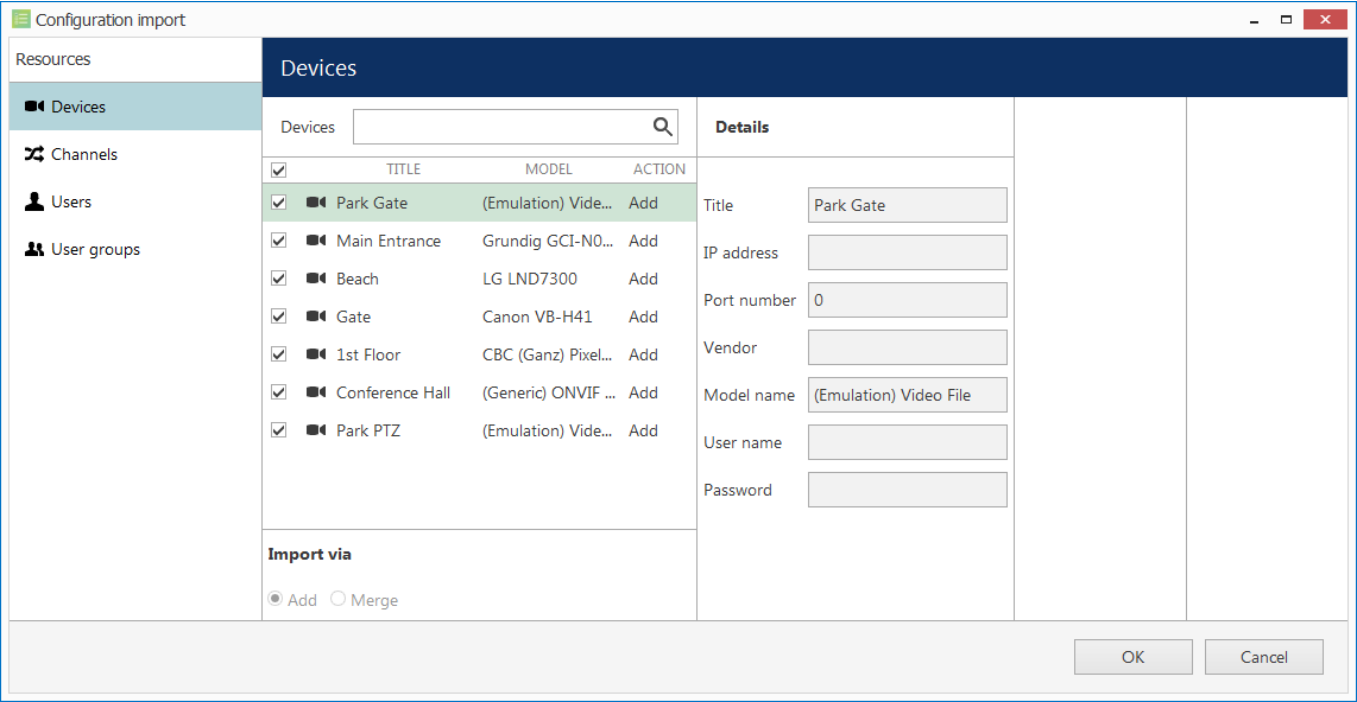 Configuration import
Resources
Devices
Channels
Users
User groups
Devices
Devices
TITLE MODEL ACTION
Park Gate (Emulation) Vide... Add
Main Entrance Grundig GCI-N0... Add
Beach LG LND7300 Add
Gate Canon VB-H41 Add
1st Floor CBC (Ganz) Pixel... Add
Conference Hall (Generic) ONVIF ... Add
Park PTZ (Emulation) Vide... Add
Import via
Add Merge
Details
Title Park Gate
IP address
Port number 0
Vendor
Model name (Emulation) Video File
User name
Password
OK Cancel